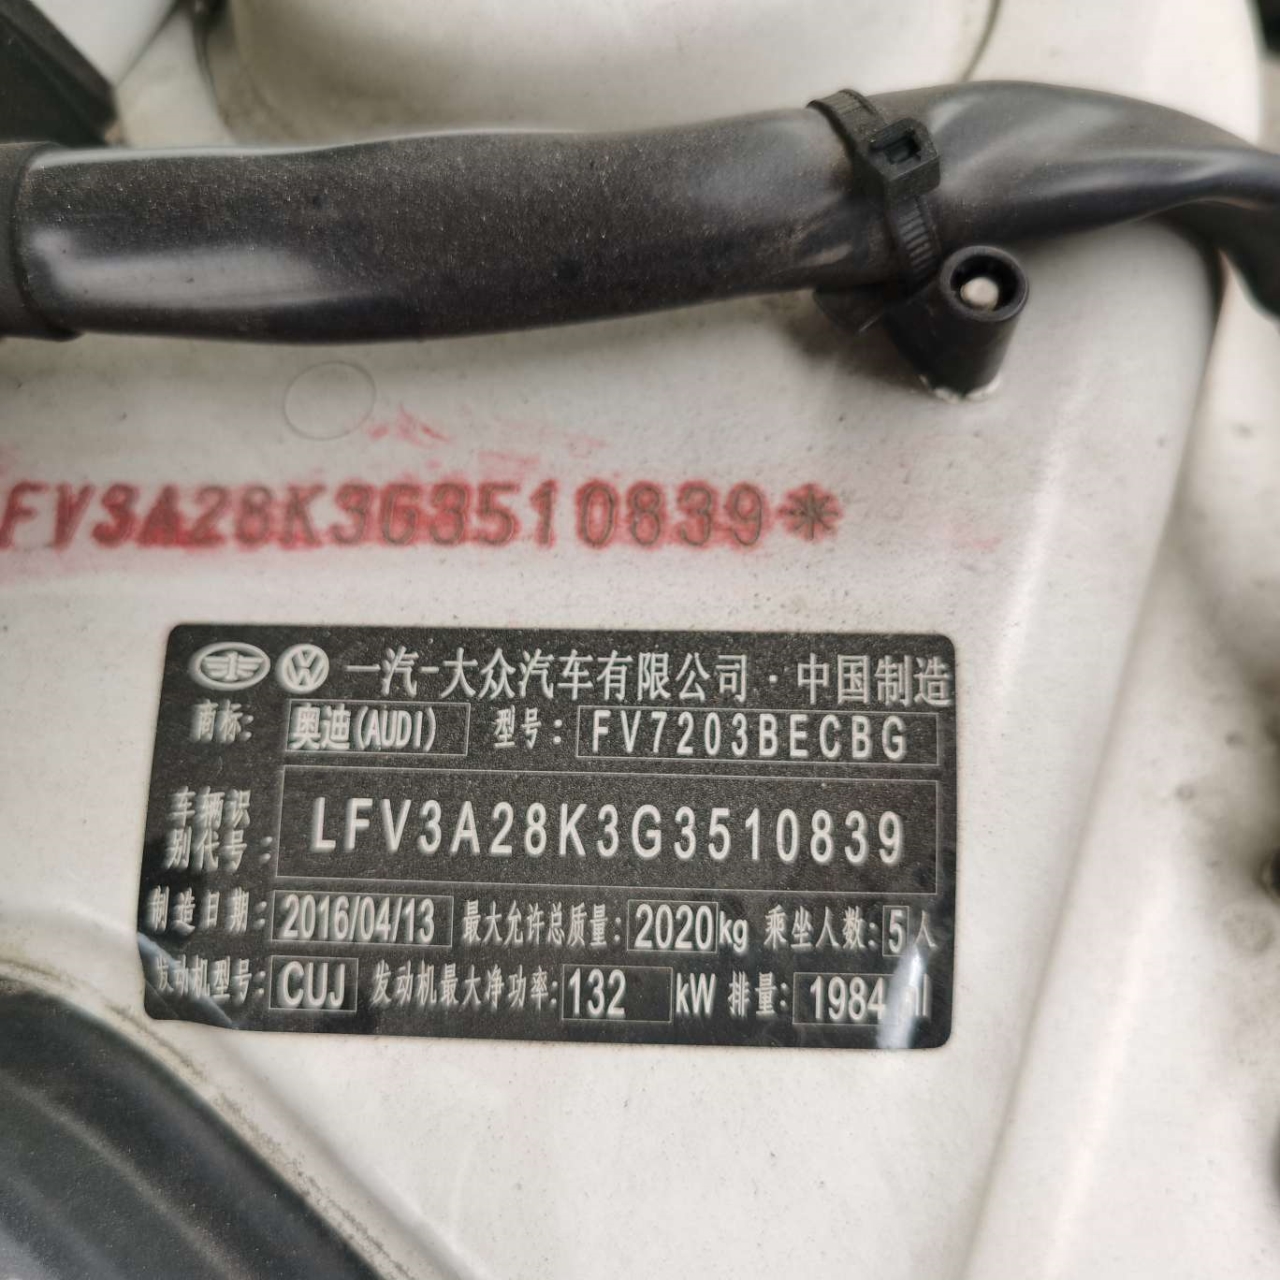 FV3A28K3G3510839*
一汽-大众汽车有限公司·中国制造
商标: 奥迪(AUDI) 型号: FV7203BECBG
车辆识别代号: LFV3A28K3G3510839
制造日期: 2016/04/13 最大允许总质量: 2020kg 乘坐人数: 5人
发动机型号: CUJ 发动机最大净功率: 132 kW 排量: 1984ml